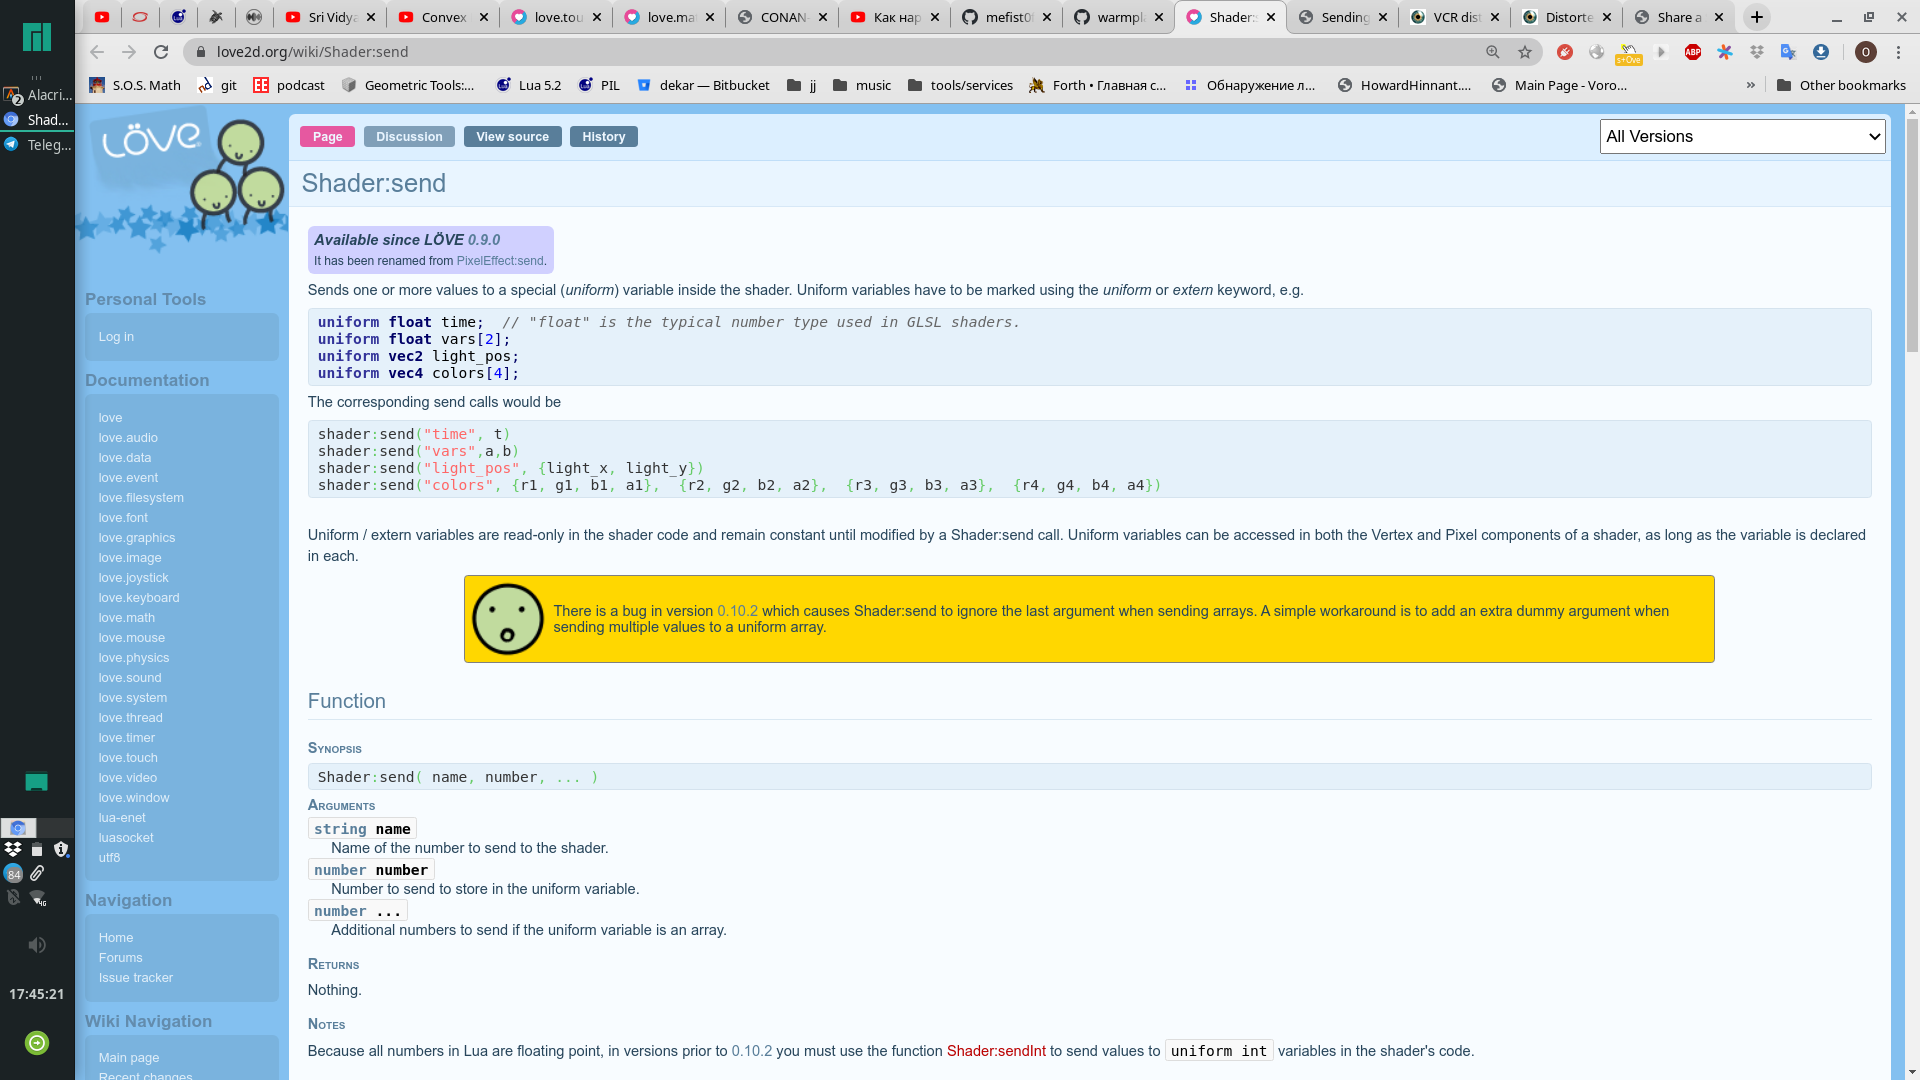 Sri Vidya
Convex
love.tou
love.ma
CONAN-
Как нар
mefist0
warmpl
Shader:
Sending
VCR dist
Distorte
Share a
love2d.org/wiki/Shader:send
s+Ove
ABP
O
S.O.S. Math
git
EE podcast
Geometric Tools:...
Lua 5.2
PIL
dekar — Bitbucket
jj
music
tools/services
Forth • Главная с...
Обнаружение л...
HowardHinnant....
Main Page - Voro...
»
Other bookmarks
2 Alacri...
Shad...
Teleg...
84
4G
17:45:21
LÖVE
Personal Tools
Log in
Documentation
love
love.audio
love.data
love.event
love.filesystem
love.font
love.graphics
love.image
love.joystick
love.keyboard
love.math
love.mouse
love.physics
love.sound
love.system
love.thread
love.timer
love.touch
love.video
love.window
lua-enet
luasocket
utf8
Navigation
Home
Forums
Issue tracker
Wiki Navigation
Main page
Recent changes
Page
Discussion
View source
History
All Versions
Shader:send
Available since LÖVE 0.9.0
It has been renamed from PixelEffect:send.
Sends one or more values to a special (uniform) variable inside the shader. Uniform variables have to be marked using the uniform or extern keyword, e.g.
uniform float time;  // "float" is the typical number type used in GLSL shaders.
uniform float vars[2];
uniform vec2 light_pos;
uniform vec4 colors[4];
The corresponding send calls would be
shader:send("time", t)
shader:send("vars",a,b)
shader:send("light_pos", {light_x, light_y})
shader:send("colors", {r1, g1, b1, a1},  {r2, g2, b2, a2},  {r3, g3, b3, a3},  {r4, g4, b4, a4})
Uniform / extern variables are read-only in the shader code and remain constant until modified by a Shader:send call. Uniform variables can be accessed in both the Vertex and Pixel components of a shader, as long as the variable is declared
in each.
There is a bug in version 0.10.2 which causes Shader:send to ignore the last argument when sending arrays. A simple workaround is to add an extra dummy argument when
sending multiple values to a uniform array.
Function
Synopsis
Shader:send( name, number, ... )
Arguments
string name
Name of the number to send to the shader.
number number
Number to send to store in the uniform variable.
number ...
Additional numbers to send if the uniform variable is an array.
Returns
Nothing.
Notes
Because all numbers in Lua are floating point, in versions prior to 0.10.2 you must use the function Shader:sendInt to send values to uniform int variables in the shader's code.